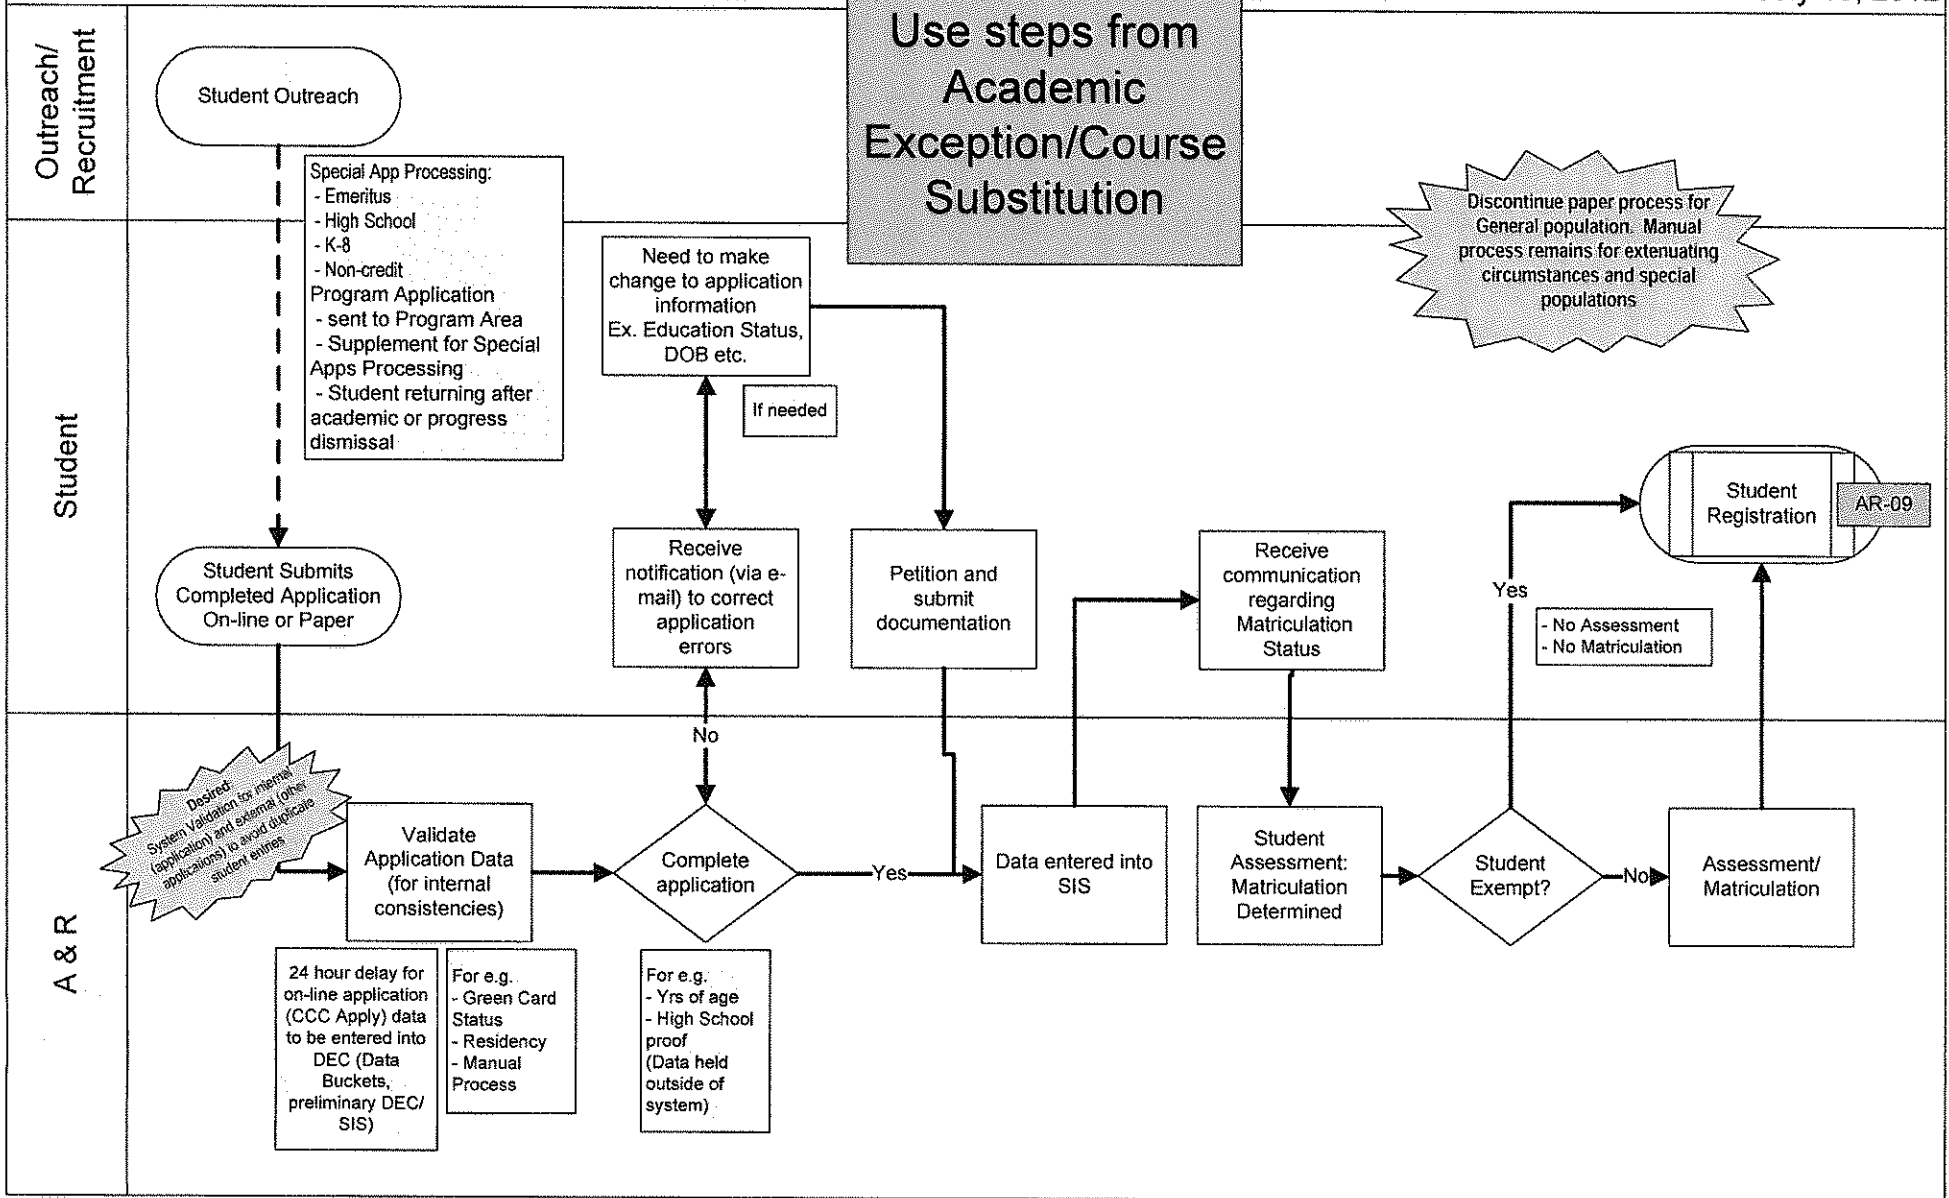 Use steps from
Academic
Exception/Course
Substitution
Outreach/
Recruitment
Student Outreach
Special App Processing:
- Emeritus
- High School
- K-8
- Non-credit
Program Application
- sent to Program Area
- Supplement for Special
Apps Processing
- Student returning after
academic or progress
dismissal
Discontinue paper process for
General population. Manual
process remains for extenuating
circumstances and special
populations
Student
Need to make
change to application
information
Ex. Education Status,
DOB etc.
If needed
Student Submits
Completed Application
On-line or Paper
Receive
notification (via e-
mail) to correct
application
errors
Petition and
submit
documentation
Receive
communication
regarding
Matriculation
Status
Yes
- No Assessment
- No Matriculation
Student
Registration
AR-09
A & R
Desired:
System Validation for internal
(application) and external (other
applications) to avoid duplicate
student entries
Validate
Application Data
(for internal
consistencies)
No
Complete
application
Yes
Data entered into
SIS
Student
Assessment:
Matriculation
Determined
Student
Exempt?
No
Assessment/
Matriculation
24 hour delay for
on-line application
(CCC Apply) data
to be entered into
DEC (Data
Buckets,
preliminary DEC/
SIS)
For e.g.
- Green Card
Status
- Residency
- Manual
Process
For e.g.
- Yrs of age
- High School
proof
(Data held
outside of
system)